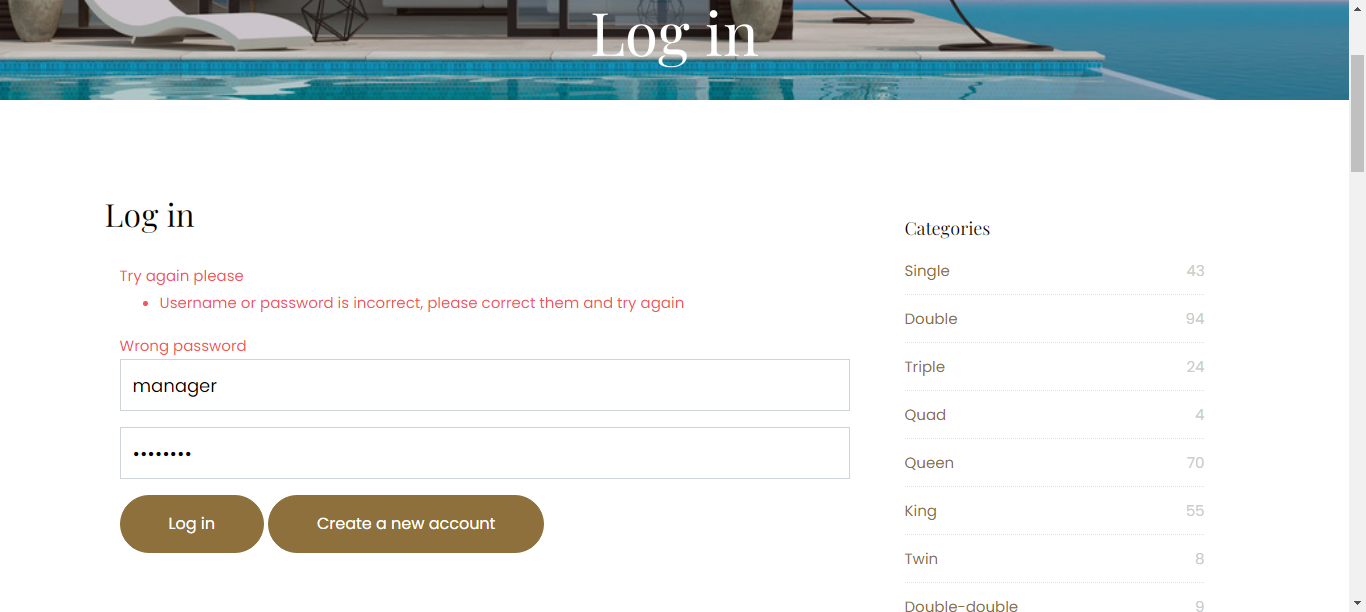 Log in
Log in
Try again please
Username or password is incorrect, please correct them and try again
Wrong password
manager
••••••••
Log in
Create a new account
Categories
Single 43
Double 94
Triple 24
Quad 4
Queen 70
King 55
Twin 8
Double-double 9